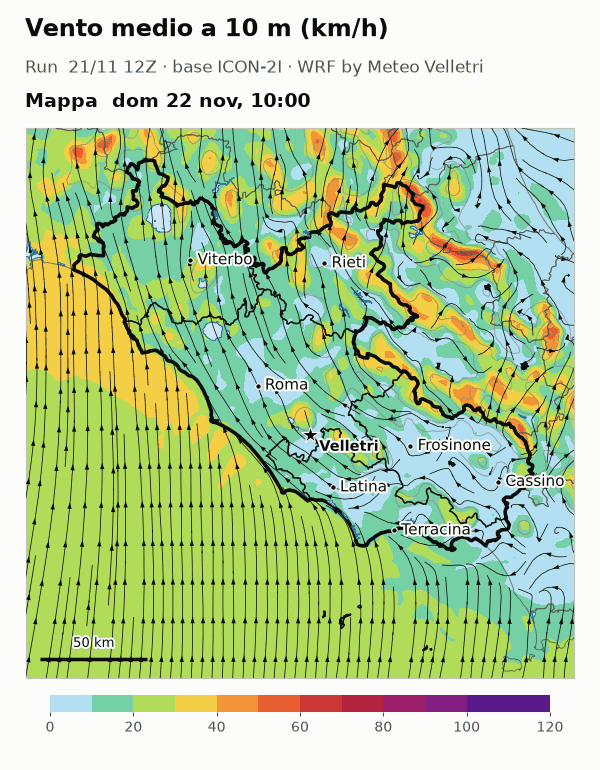 Vento medio a 10 m (km/h)
Run  21/11 12Z · base ICON-2I · WRF by Meteo Velletri
Mappa  dom 22 nov, 10:00
Viterbo
Rieti
Roma
Velletri
Frosinone
Latina
Cassino
Terracina
50 km
0 20 40 60 80 100 120